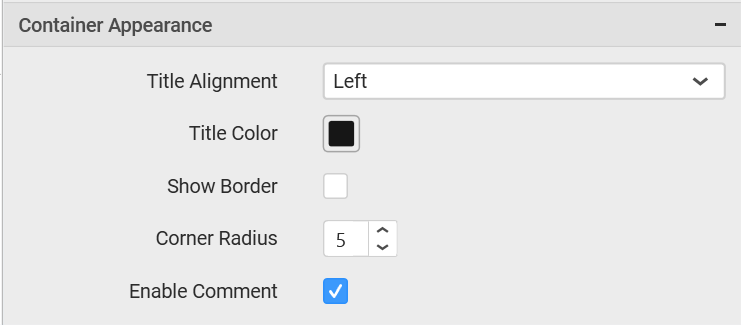 Container Appearance
Title Alignment Left
Title Color
Show Border
Corner Radius 5
Enable Comment